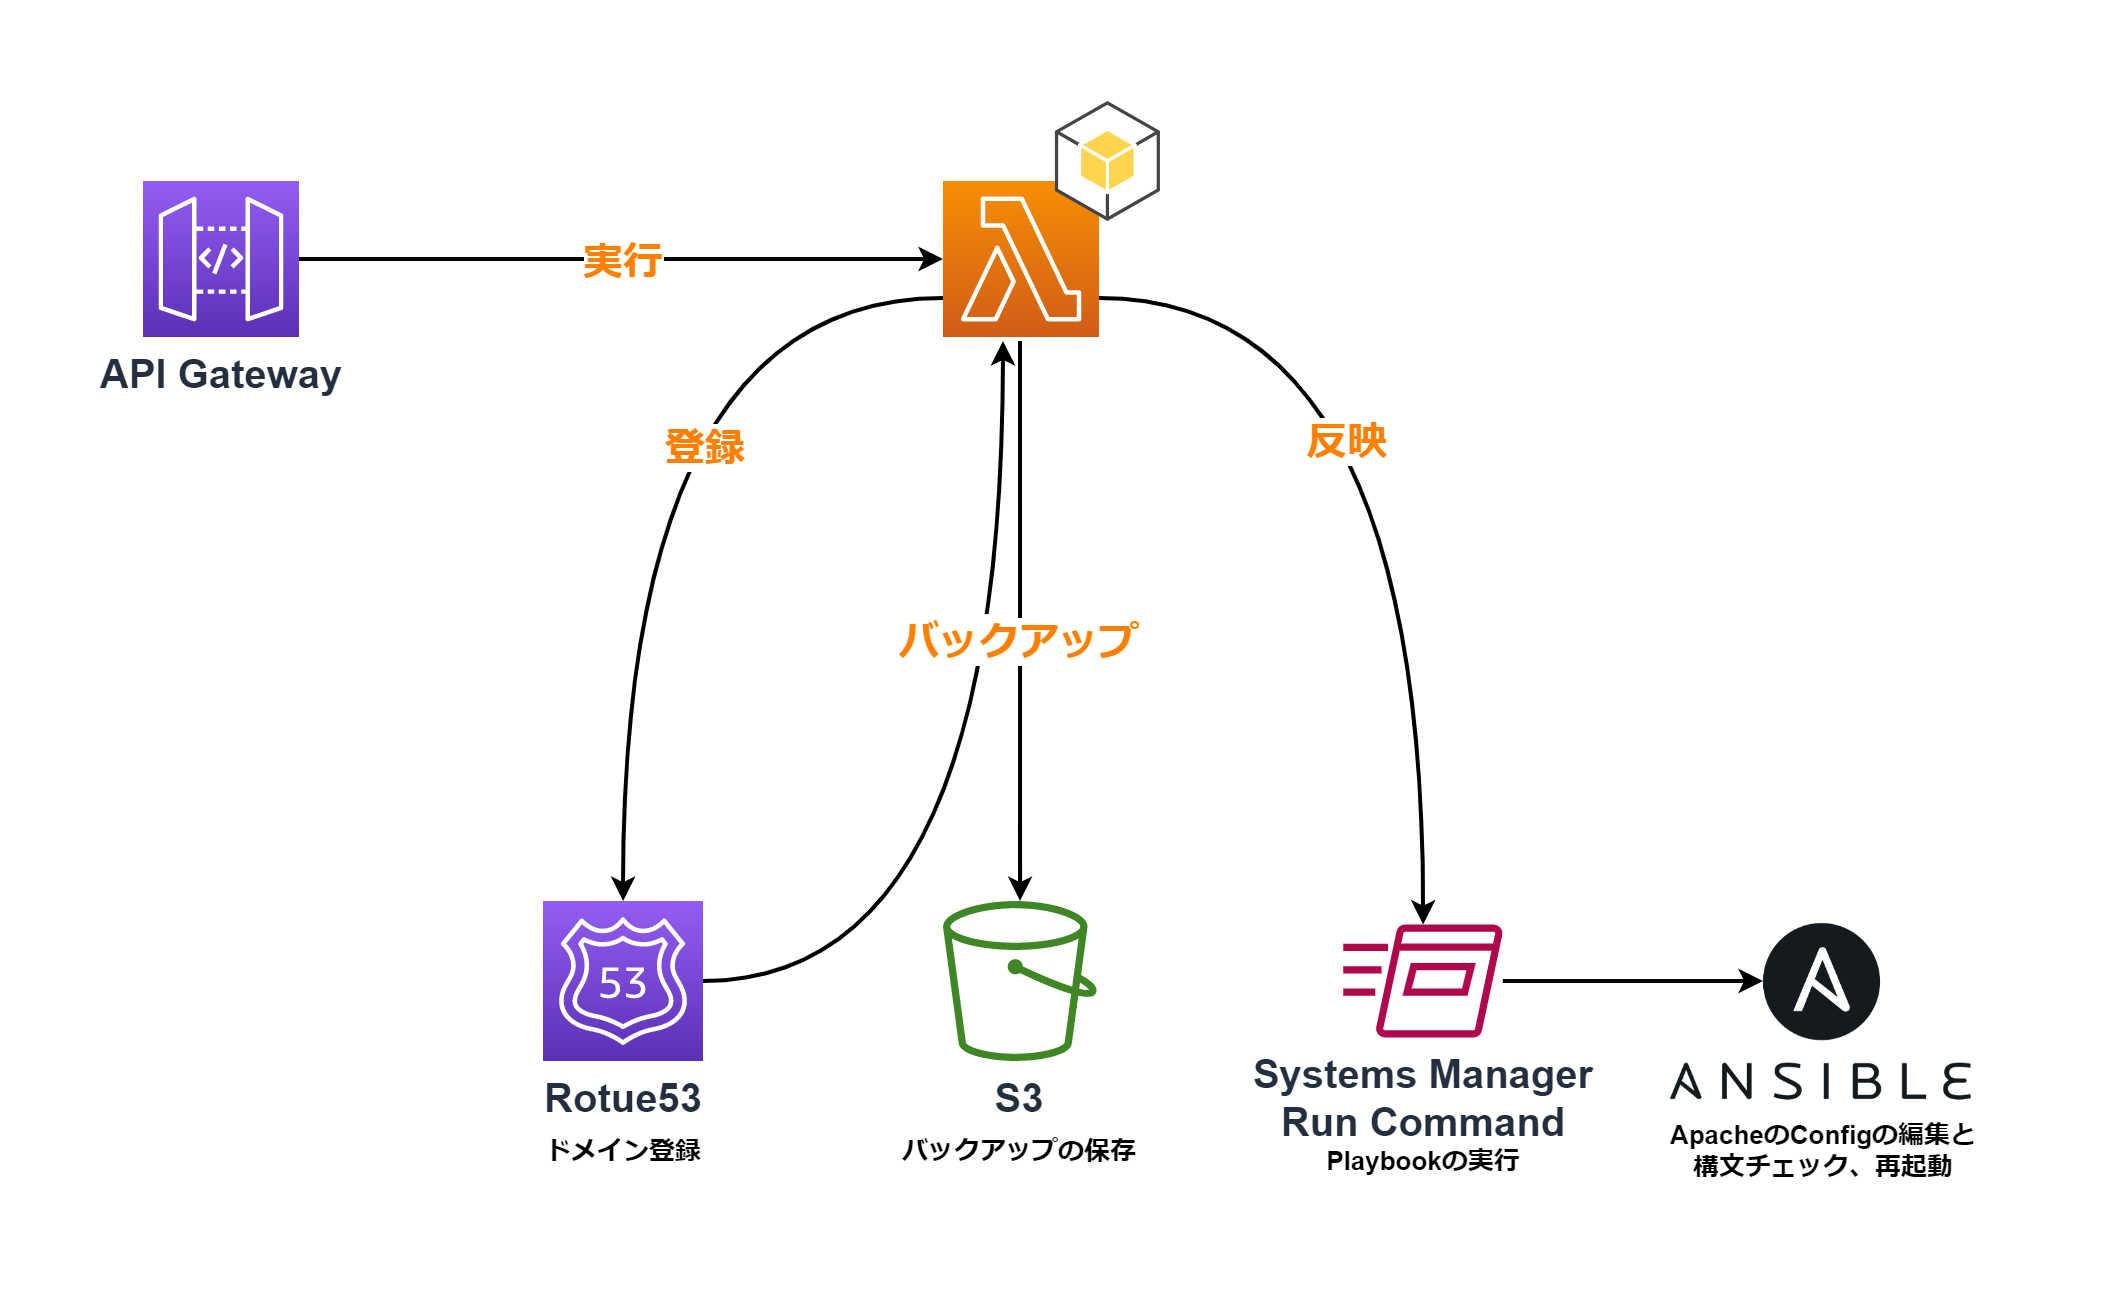 実行
API Gateway
登録
反映
バックアップ
53
Rotue53
ドメイン登録
S3
バックアップの保存
Systems Manager
Run Command
Playbookの実行
ANSIBLE
ApacheのConfigの編集と
構文チェック、再起動